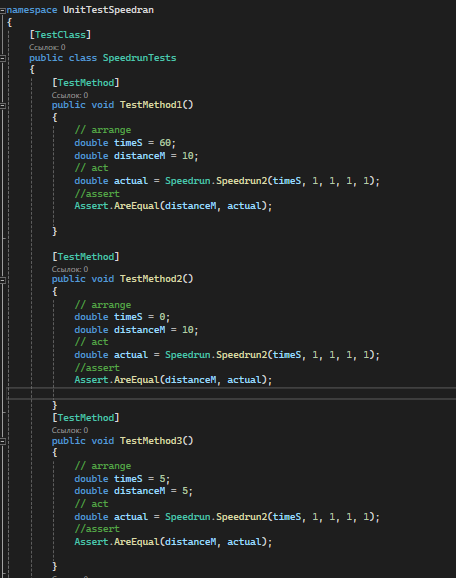 namespace UnitTestSpeedran
{
[TestClass]
Ссылок: 0
public class SpeedrunTests
{
[TestMethod]
Ссылок: 0
public void TestMethod1()
{
// arrange
double timeS = 60;
double distanceM = 10;
// act
double actual = Speedrun.Speedrun2(timeS, 1, 1, 1, 1);
//assert
Assert.AreEqual(distanceM, actual);
}
[TestMethod]
Ссылок: 0
public void TestMethod2()
{
// arrange
double timeS = 0;
double distanceM = 10;
// act
double actual = Speedrun.Speedrun2(timeS, 1, 1, 1, 1);
//assert
Assert.AreEqual(distanceM, actual);
}
[TestMethod]
Ссылок: 0
public void TestMethod3()
{
// arrange
double timeS = 5;
double distanceM = 5;
// act
double actual = Speedrun.Speedrun2(timeS, 1, 1, 1, 1);
//assert
Assert.AreEqual(distanceM, actual);
}